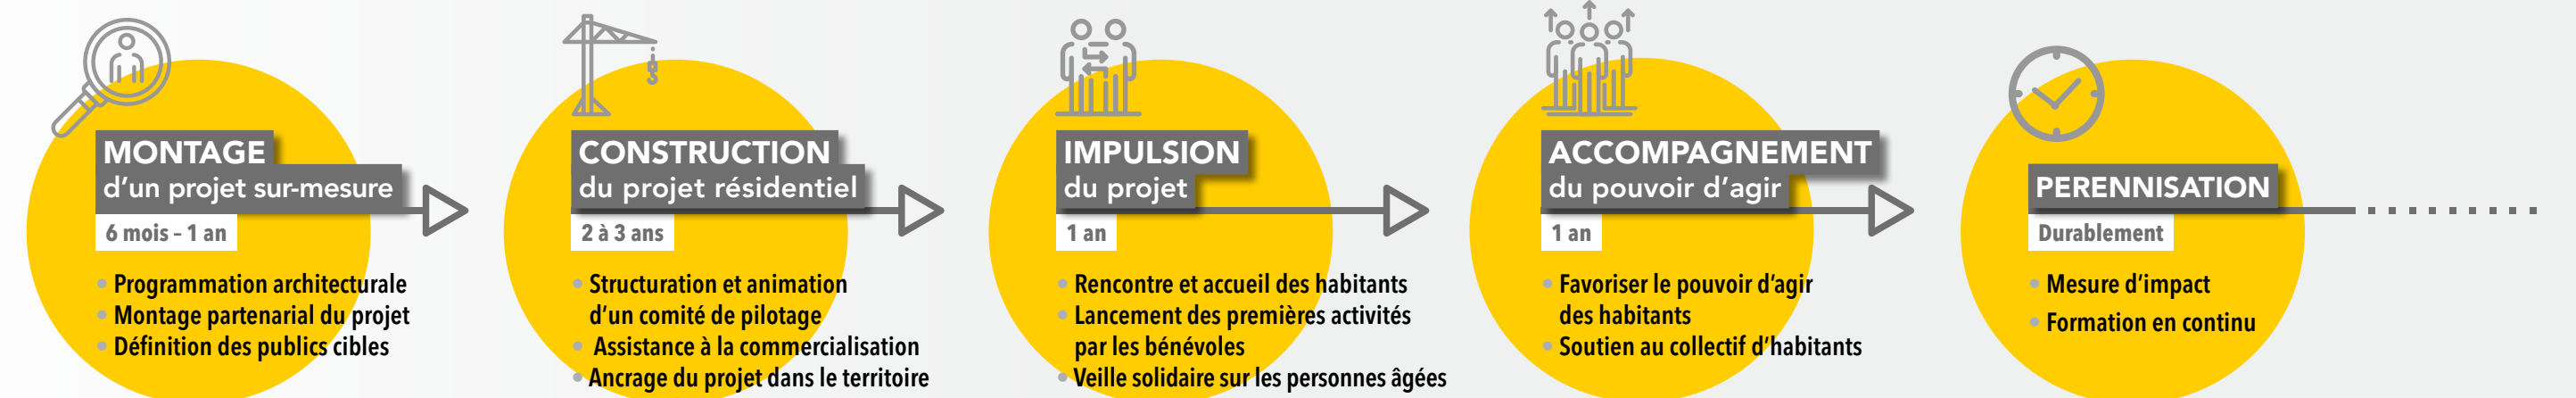 MONTAGE
d'un projet sur-mesure
6 mois – 1 an
• Programmation architecturale
• Montage partenarial du projet
• Définition des publics cibles
CONSTRUCTION
du projet résidentiel
2 à 3 ans
• Structuration et animation
d'un comité de pilotage
• Assistance à la commercialisation
• Ancrage du projet dans le territoire
IMPULSION
du projet
1 an
• Rencontre et accueil des habitants
• Lancement des premières activités
par les bénévoles
• Veille solidaire sur les personnes âgées
ACCOMPAGNEMENT
du pouvoir d'agir
1 an
• Favoriser le pouvoir d'agir
des habitants
• Soutien au collectif d'habitants
PERENNISATION
Durablement
• Mesure d'impact
• Formation en continu